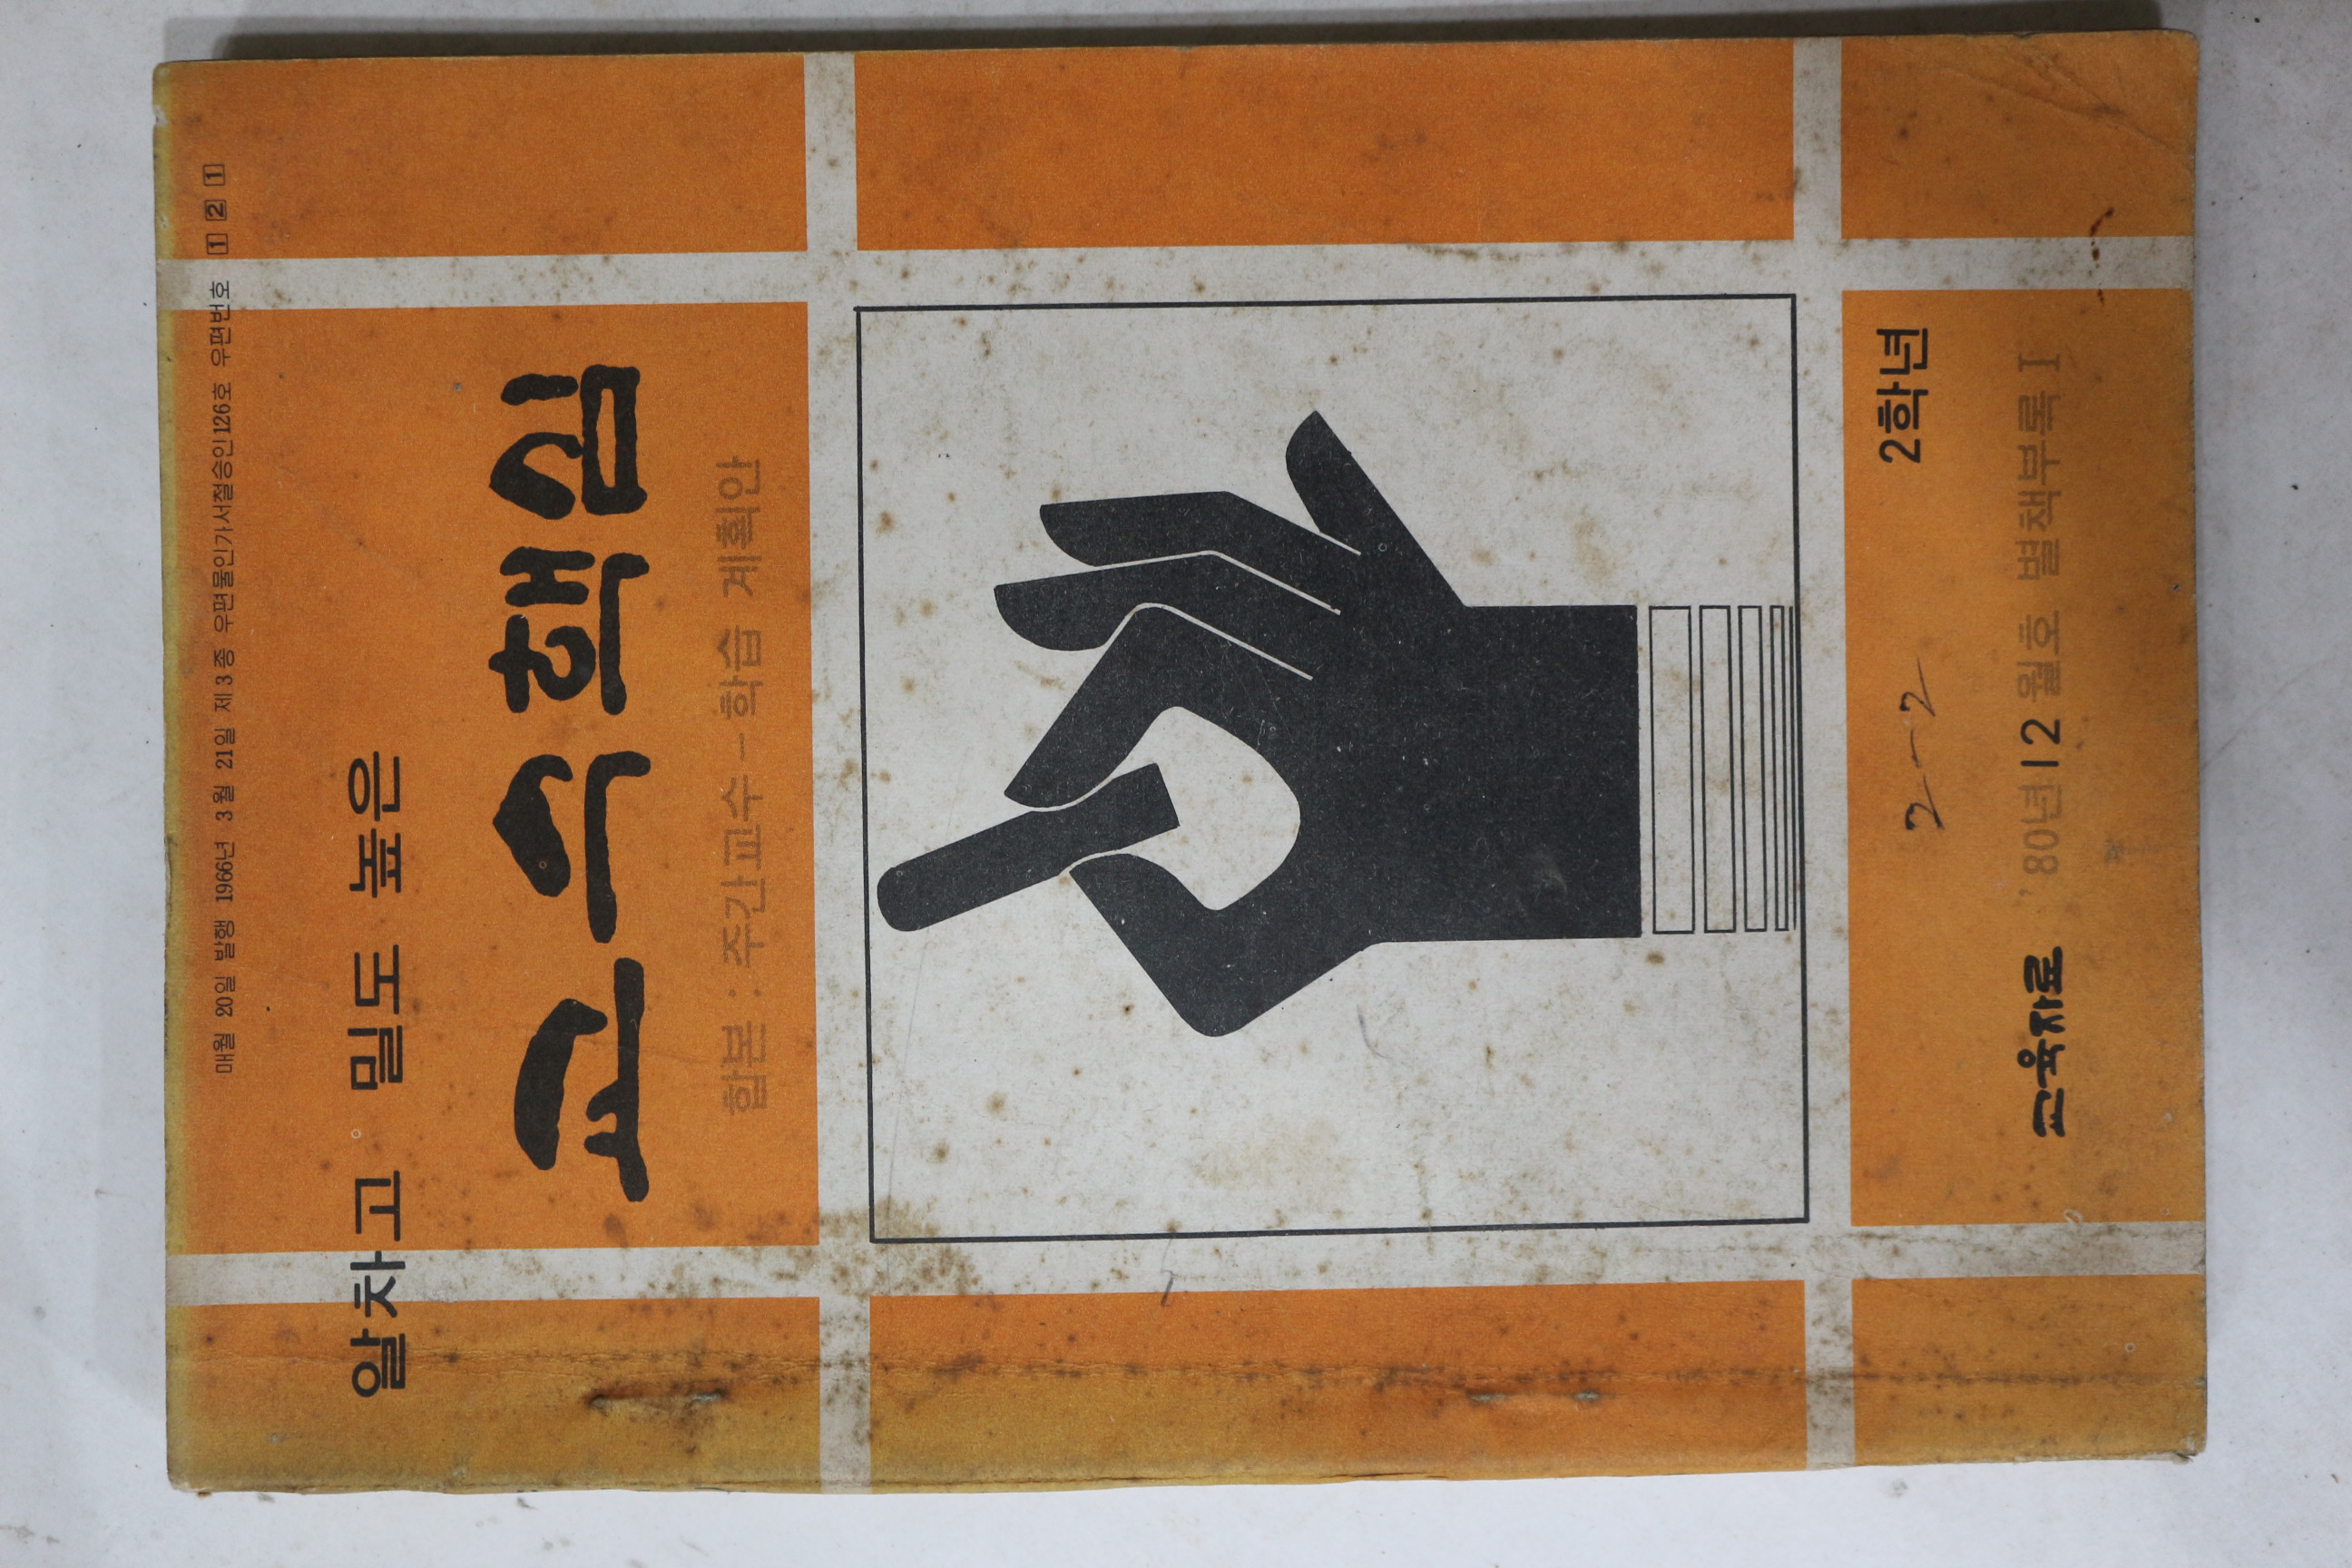 매월 20일 발행 1966년 3월 21일 제3종 우편물인가서절승인126호 우편번호 1 2 1
알차고 밀도 높은
교수핵심
합본 : 주간 교수-학습 계획안
2학년
2-2
교육자료 '80년 12월호 별책부록 I